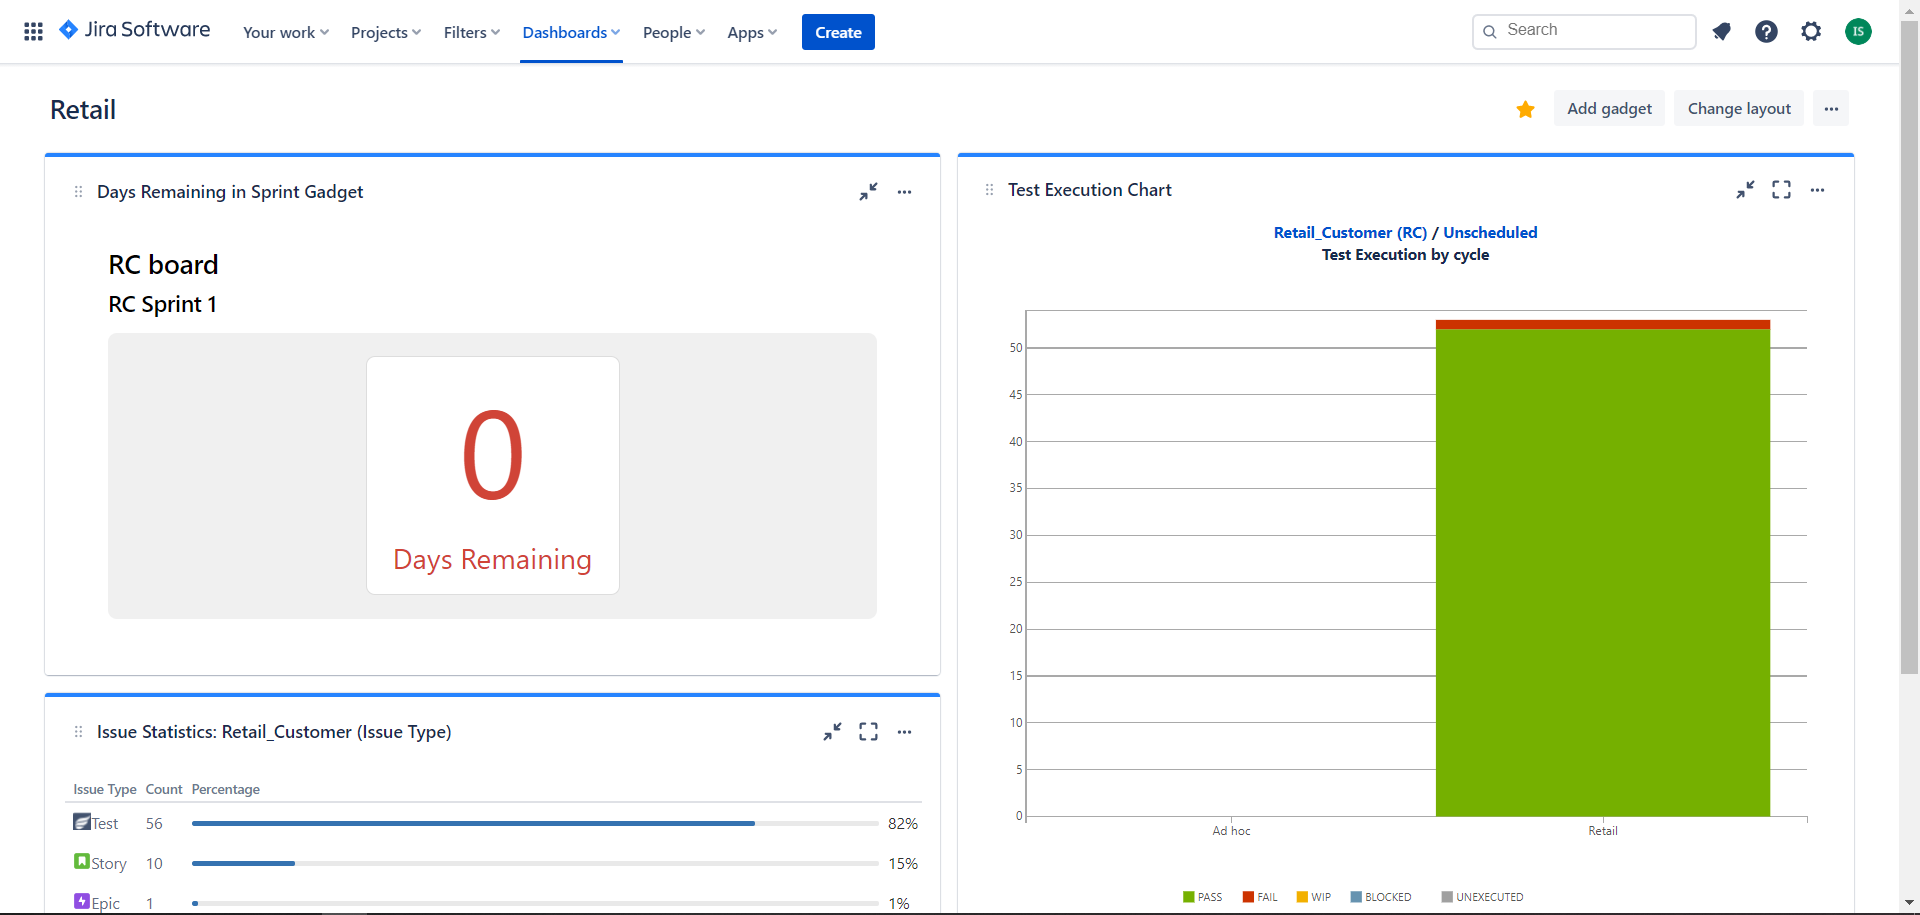 Jira Software Your work Projects Filters Dashboards People Apps Create Search IS
Retail
Add gadget Change layout
Days Remaining in Sprint Gadget
RC board
RC Sprint 1
0
Days Remaining
Issue Statistics: Retail_Customer (Issue Type)
Issue Type Count Percentage
Test 56 82%
Story 10 15%
Epic 1 1%
Test Execution Chart
Retail_Customer (RC) / Unscheduled
Test Execution by cycle
50
45
40
35
30
25
20
15
10
5
0
Ad hoc Retail
PASS FAIL WIP BLOCKED UNEXECUTED